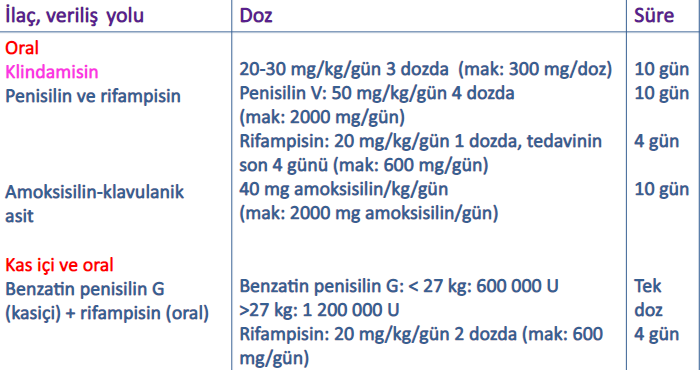 İlaç, veriliş yolu Doz Süre
Oral
Klindamisin 20-30 mg/kg/gün 3 dozda (mak: 300 mg/doz) 10 gün
Penisilin ve rifampisin Penisilin V: 50 mg/kg/gün 4 dozda 10 gün
(mak: 2000 mg/gün)
Rifampisin: 20 mg/kg/gün 1 dozda, tedavinin 4 gün
son 4 günü (mak: 600 mg/gün)
Amoksisilin-klavulanik 40 mg amoksisilin/kg/gün 10 gün
asit (mak: 2000 mg amoksisilin/gün)
Kas içi ve oral
Benzatin penisilin G Benzatin penisilin G: < 27 kg: 600 000 U Tek
(kasiçi) + rifampisin (oral) >27 kg: 1 200 000 U doz
Rifampisin: 20 mg/kg/gün 2 dozda (mak: 600 4 gün
mg/gün)